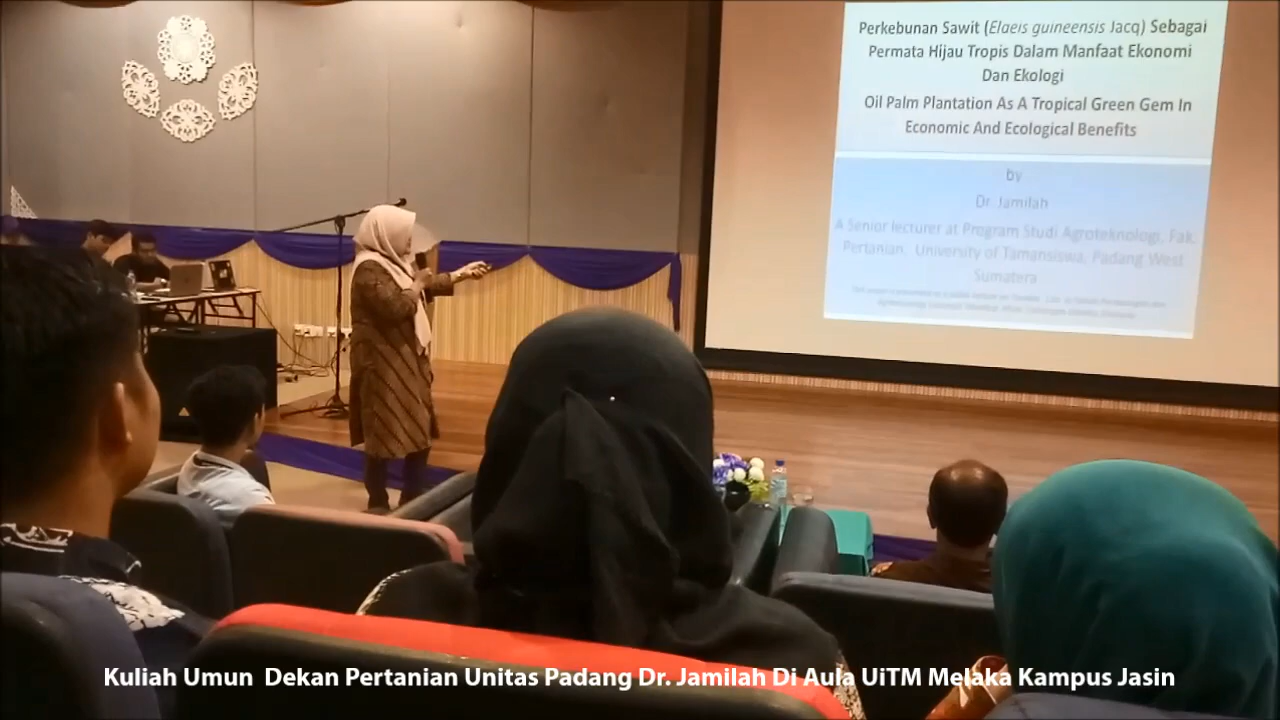 Perkebunan Sawit (Elaeis guineensis Jacq) Sebagai
Permata Hijau Tropis Dalam Manfaat Ekonomi
Dan Ekologi
Oil Palm Plantation As A Tropical Green Gem In
Economic And Ecological Benefits
by
Dr. Jamilah
A Senior lecturer at Program Studi Agroteknologi, Fak.
Pertanian. University of Tamansiswa, Padang West
Sumatera
Kuliah Umun Dekan Pertanian Unitas Padang Dr. Jamilah Di Aula UiTM Melaka Kampus Jasin